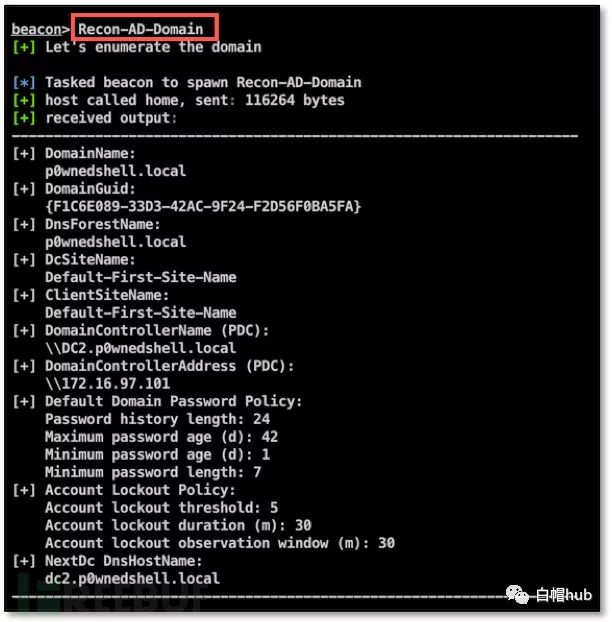 beacon> Recon-AD-Domain
[+] Let's enumerate the domain
[*] Tasked beacon to spawn Recon-AD-Domain
[+] host called home, sent: 116264 bytes
[+] received output:
[+] DomainName:
p0wnedshell.local
[+] DomainGuid:
{F1C6E089-33D3-42AC-9F24-F2D56F0BA5FA}
[+] DnsForestName:
p0wnedshell.local
[+] DcSiteName:
Default-First-Site-Name
[+] ClientSiteName:
Default-First-Site-Name
[+] DomainControllerName (PDC):
\\DC2.p0wnedshell.local
[+] DomainControllerAddress (PDC):
\\172.16.97.101
[+] Default Domain Password Policy:
Password history length: 24
Maximum password age (d): 42
Minimum password age (d): 1
Minimum password length: 7
[+] Account Lockout Policy:
Account lockout threshold: 5
Account lockout duration (m): 30
Account lockout observation window (m): 30
[+] NextDc DnsHostName:
dc2.p0wnedshell.local
白帽hub